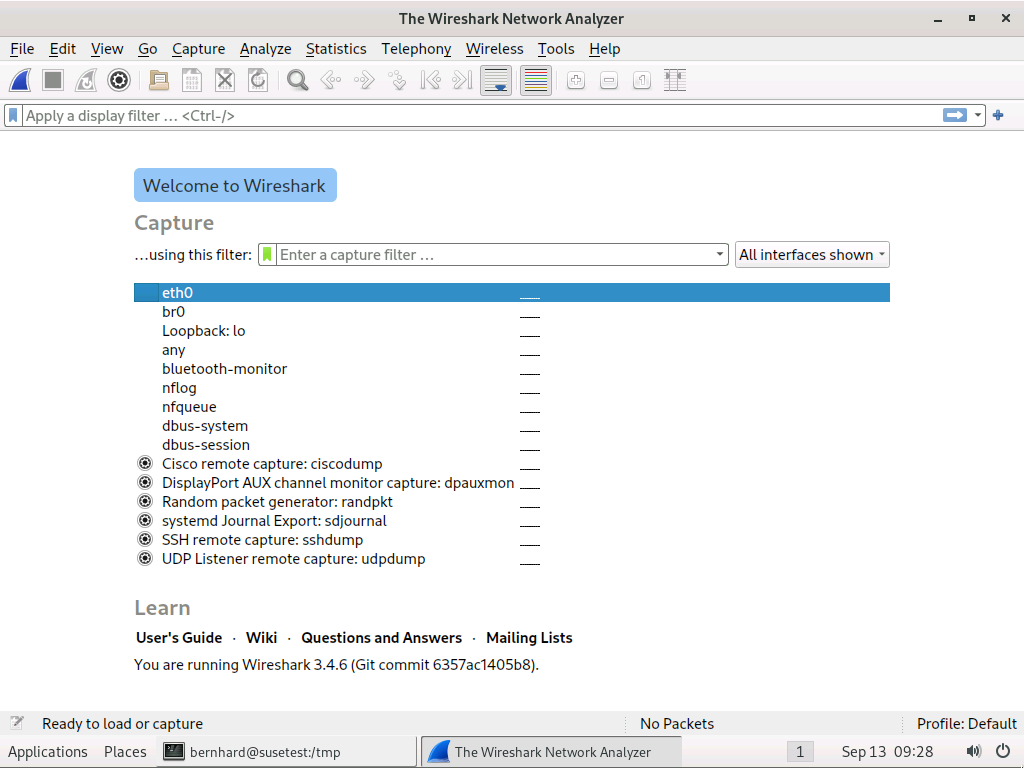 The Wireshark Network Analyzer
File Edit View Go Capture Analyze Statistics Telephony Wireless Tools Help
Apply a display filter … <Ctrl-/>
Welcome to Wireshark
Capture
…using this filter: Enter a capture filter … All interfaces shown
eth0
br0
Loopback: lo
any
bluetooth-monitor
nflog
nfqueue
dbus-system
dbus-session
Cisco remote capture: ciscodump
DisplayPort AUX channel monitor capture: dpauxmon
Random packet generator: randpkt
systemd Journal Export: sdjournal
SSH remote capture: sshdump
UDP Listener remote capture: udpdump
Learn
User's Guide · Wiki · Questions and Answers · Mailing Lists
You are running Wireshark 3.4.6 (Git commit 6357ac1405b8).
Ready to load or capture No Packets Profile: Default
Applications Places bernhard@susetest:/tmp The Wireshark Network Analyzer 1 Sep 13 09:28